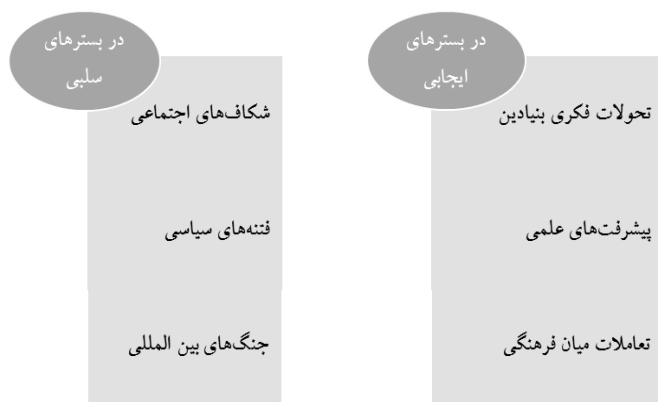 در بسترهای
ایجابی
تحولات فکری بنیادین
پیشرفت‌های علمی
تعاملات میان فرهنگی
در بسترهای
سلبی
شکاف‌های اجتماعی
فتنه‌های سیاسی
جنگ‌های بین المللی